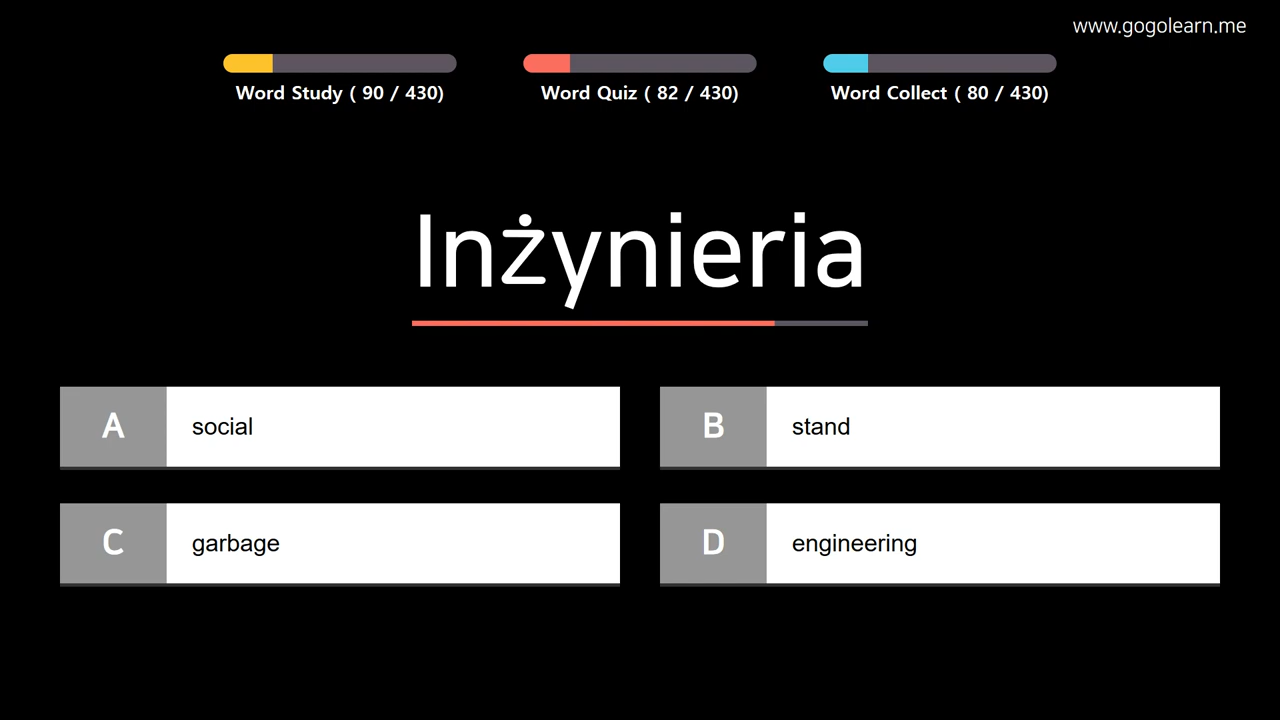 www.gogolearn.me
Word Study ( 90 / 430)
Word Quiz ( 82 / 430)
Word Collect ( 80 / 430)
Inżynieria
A social
B stand
C garbage
D engineering